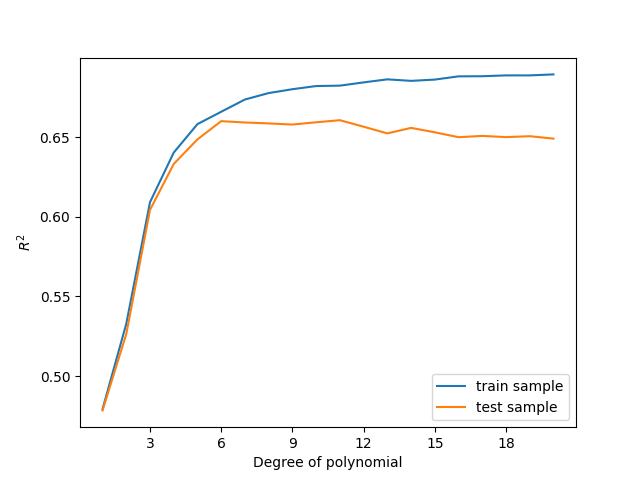 0.65
0.60
0.55
0.50
R²
3 6 9 12 15 18
Degree of polynomial
train sample
test sample